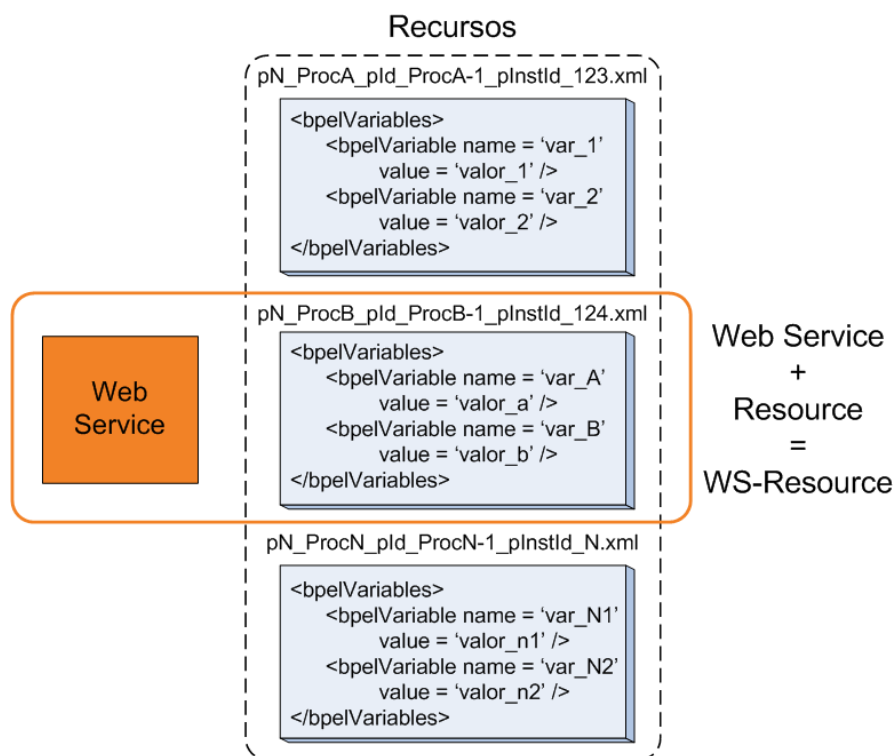 Recursos
pN_ProcA_pId_ProcA-1_pInstId_123.xml
<bpelVariables>
<bpelVariable name = ‘var_1’
value = ‘valor_1’ />
<bpelVariable name = ‘var_2’
value = ‘valor_2’ />
</bpelVariables>
Web
Service
pN_ProcB_pId_ProcB-1_pInstId_124.xml
<bpelVariables>
<bpelVariable name = ‘var_A’
value = ‘valor_a’ />
<bpelVariable name = ‘var_B’
value = ‘valor_b’ />
</bpelVariables>
Web Service
+
Resource
=
WS-Resource
pN_ProcN_pId_ProcN-1_pInstId_N.xml
<bpelVariables>
<bpelVariable name = ‘var_N1’
value = ‘valor_n1’ />
<bpelVariable name = ‘var_N2’
value = ‘valor_n2’ />
</bpelVariables>